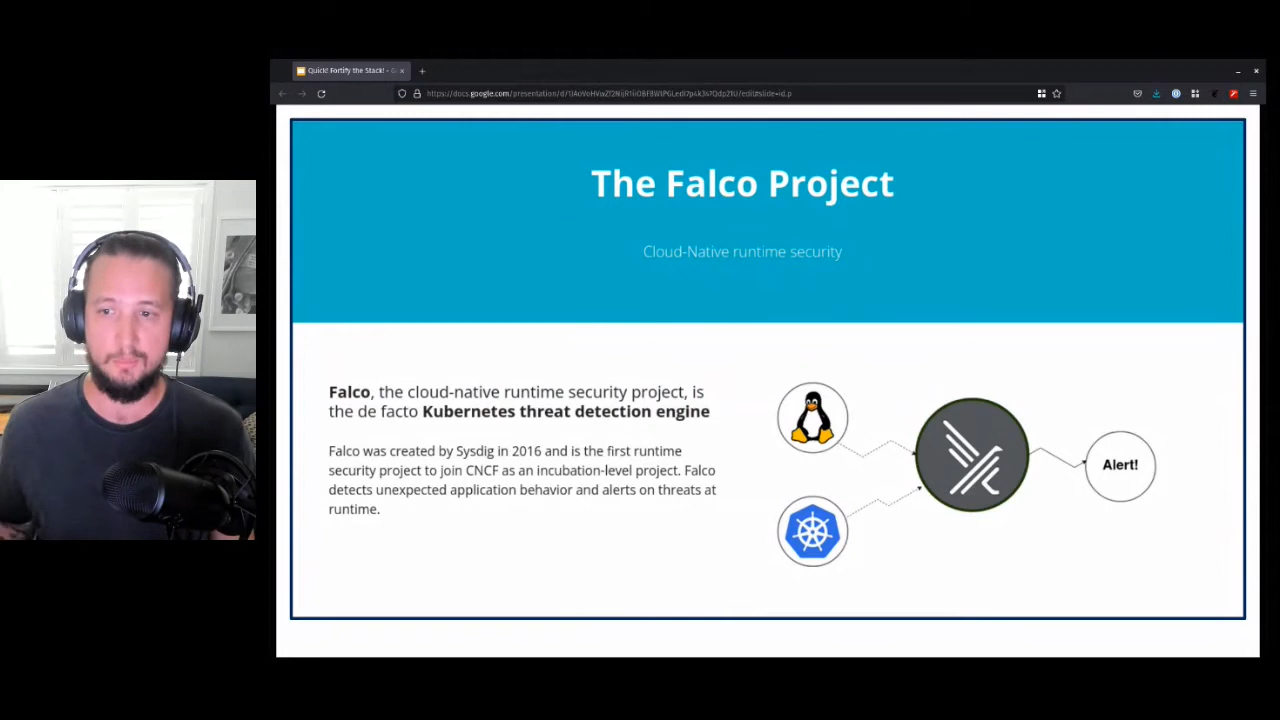 Quick! Fortify the Stack! - G
The Falco Project
Cloud-Native runtime security
Falco, the cloud-native runtime security project, is
the de facto Kubernetes threat detection engine
Falco was created by Sysdig in 2016 and is the first runtime
security project to join CNCF as an incubation-level project. Falco
detects unexpected application behavior and alerts on threats at
runtime.
Alert!